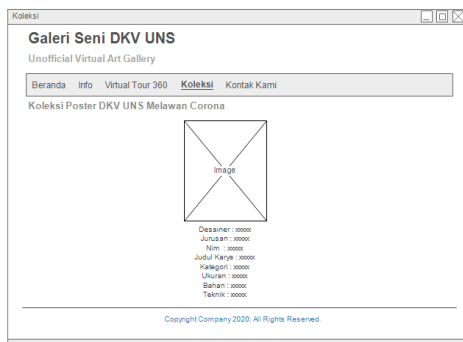 Koleksi
Galeri Seni DKV UNS
Unofficial Virtual Art Gallery
Beranda Info Virtual Tour 360 Koleksi Kontak Kami
Koleksi Poster DKV UNS Melawan Corona
Image
Desainer : xxxxx
Jurusan : xxxxx
Nim : xxxxx
Judul Karya : xxxxx
Kategori : xxxxx
Ukuran : xxxxx
Bahan : xxxxx
Teknik : xxxxx
Copyright Company 2020; All Rights Reserved.